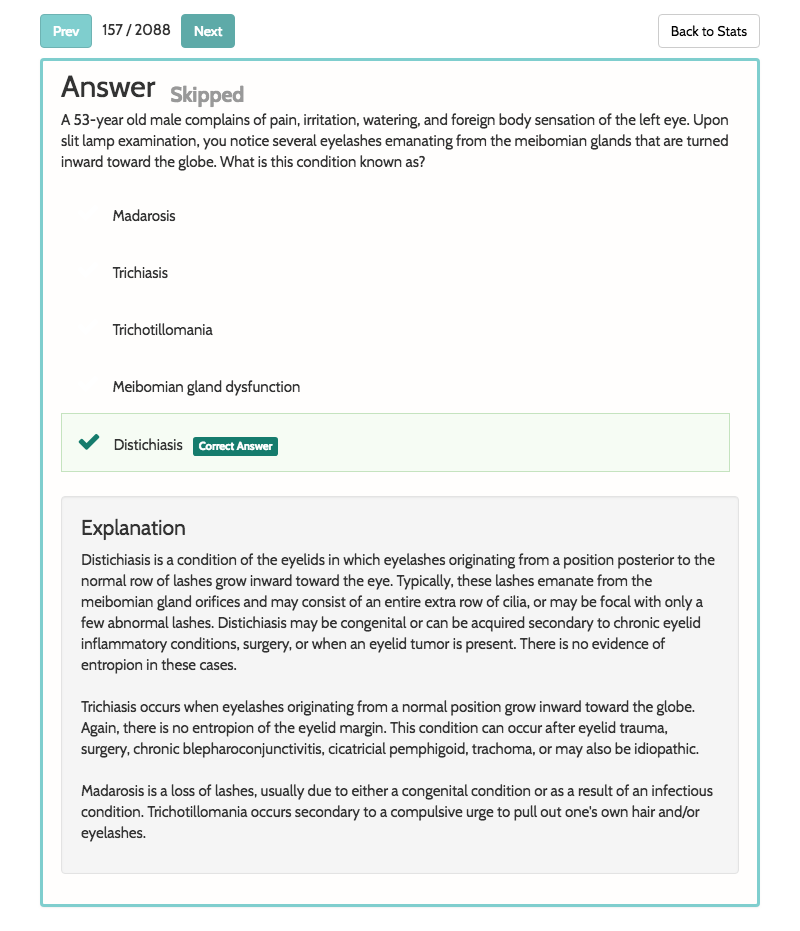 Prev 157 / 2088 Next Back to Stats
Answer Skipped
A 53-year old male complains of pain, irritation, watering, and foreign body sensation of the left eye. Upon
slit lamp examination, you notice several eyelashes emanating from the meibomian glands that are turned
inward toward the globe. What is this condition known as?
Madarosis
Trichiasis
Trichotillomania
Meibomian gland dysfunction
Distichiasis Correct Answer
Explanation
Distichiasis is a condition of the eyelids in which eyelashes originating from a position posterior to the
normal row of lashes grow inward toward the eye. Typically, these lashes emanate from the
meibomian gland orifices and may consist of an entire extra row of cilia, or may be focal with only a
few abnormal lashes. Distichiasis may be congenital or can be acquired secondary to chronic eyelid
inflammatory conditions, surgery, or when an eyelid tumor is present. There is no evidence of
entropion in these cases.
Trichiasis occurs when eyelashes originating from a normal position grow inward toward the globe.
Again, there is no entropion of the eyelid margin. This condition can occur after eyelid trauma,
surgery, chronic blepharoconjunctivitis, cicatricial pemphigoid, trachoma, or may also be idiopathic.
Madarosis is a loss of lashes, usually due to either a congenital condition or as a result of an infectious
condition. Trichotillomania occurs secondary to a compulsive urge to pull out one's own hair and/or
eyelashes.